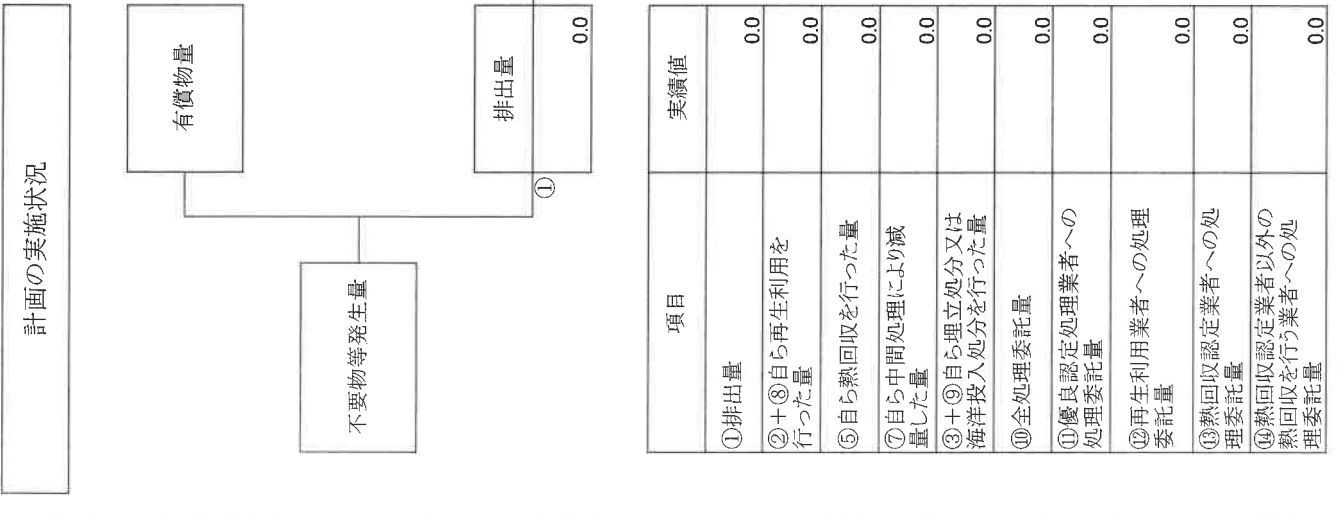 計画の実施状況
有償物量
不要物等発生量
①
排出量
0.0
項目
実績値
①排出量
0.0
②＋⑧自ら再生利用を
行った量
0.0
⑤自ら熱回収を行った量
0.0
⑦自ら中間処理により減
量した量
0.0
③＋⑨自ら埋立処分又は
海洋投入処分を行った量
0.0
⑩全処理委託量
0.0
⑪優良認定処理業者への
処理委託量
0.0
⑫再生利用業者への処理
委託量
0.0
⑬熱回収認定業者への処
理委託量
0.0
⑭熱回収認定業者以外の
熱回収を行う業者への処
理委託量
0.0